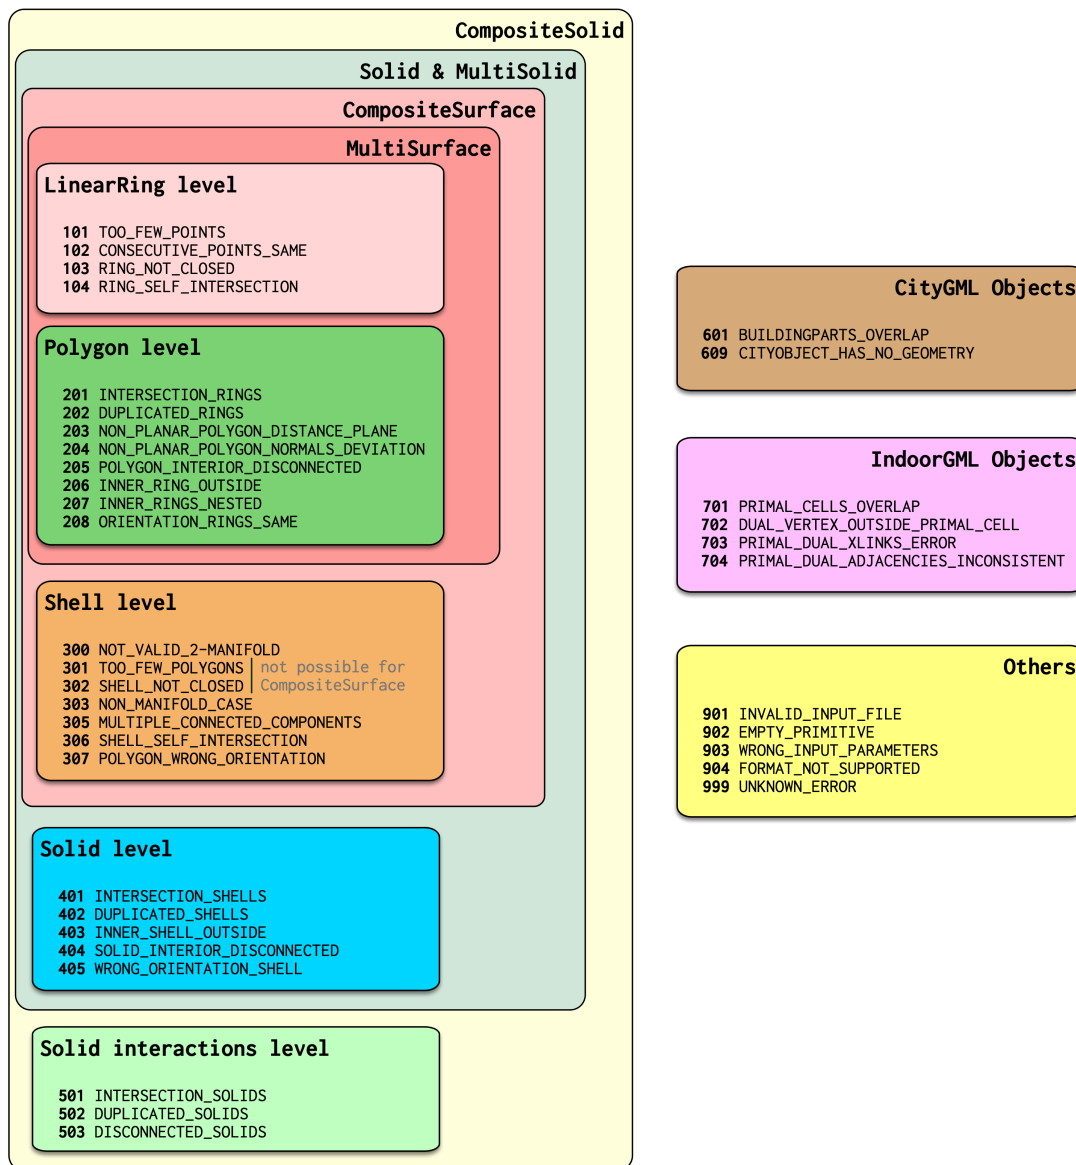 CompositeSolid
Solid & MultiSolid
CompositeSurface
MultiSurface
LinearRing level
101 TOO_FEW_POINTS
102 CONSECUTIVE_POINTS_SAME
103 RING_NOT_CLOSED
104 RING_SELF_INTERSECTION
Polygon level
201 INTERSECTION_RINGS
202 DUPLICATED_RINGS
203 NON_PLANAR_POLYGON_DISTANCE_PLANE
204 NON_PLANAR_POLYGON_NORMALS_DEVIATION
205 POLYGON_INTERIOR_DISCONNECTED
206 INNER_RING_OUTSIDE
207 INNER_RINGS_NESTED
208 ORIENTATION_RINGS_SAME
Shell level
300 NOT_VALID_2-MANIFOLD
301 TOO_FEW_POLYGONS | not possible for
302 SHELL_NOT_CLOSED | CompositeSurface
303 NON_MANIFOLD_CASE
305 MULTIPLE_CONNECTED_COMPONENTS
306 SHELL_SELF_INTERSECTION
307 POLYGON_WRONG_ORIENTATION
Solid level
401 INTERSECTION_SHELLS
402 DUPLICATED_SHELLS
403 INNER_SHELL_OUTSIDE
404 SOLID_INTERIOR_DISCONNECTED
405 WRONG_ORIENTATION_SHELL
Solid interactions level
501 INTERSECTION_SOLIDS
502 DUPLICATED_SOLIDS
503 DISCONNECTED_SOLIDS
CityGML Objects
601 BUILDINGPARTS_OVERLAP
609 CITYOBJECT_HAS_NO_GEOMETRY
IndoorGML Objects
701 PRIMAL_CELLS_OVERLAP
702 DUAL_VERTEX_OUTSIDE_PRIMAL_CELL
703 PRIMAL_DUAL_XLINKS_ERROR
704 PRIMAL_DUAL_ADJACENCIES_INCONSISTENT
Others
901 INVALID_INPUT_FILE
902 EMPTY_PRIMITIVE
903 WRONG_INPUT_PARAMETERS
904 FORMAT_NOT_SUPPORTED
999 UNKNOWN_ERROR